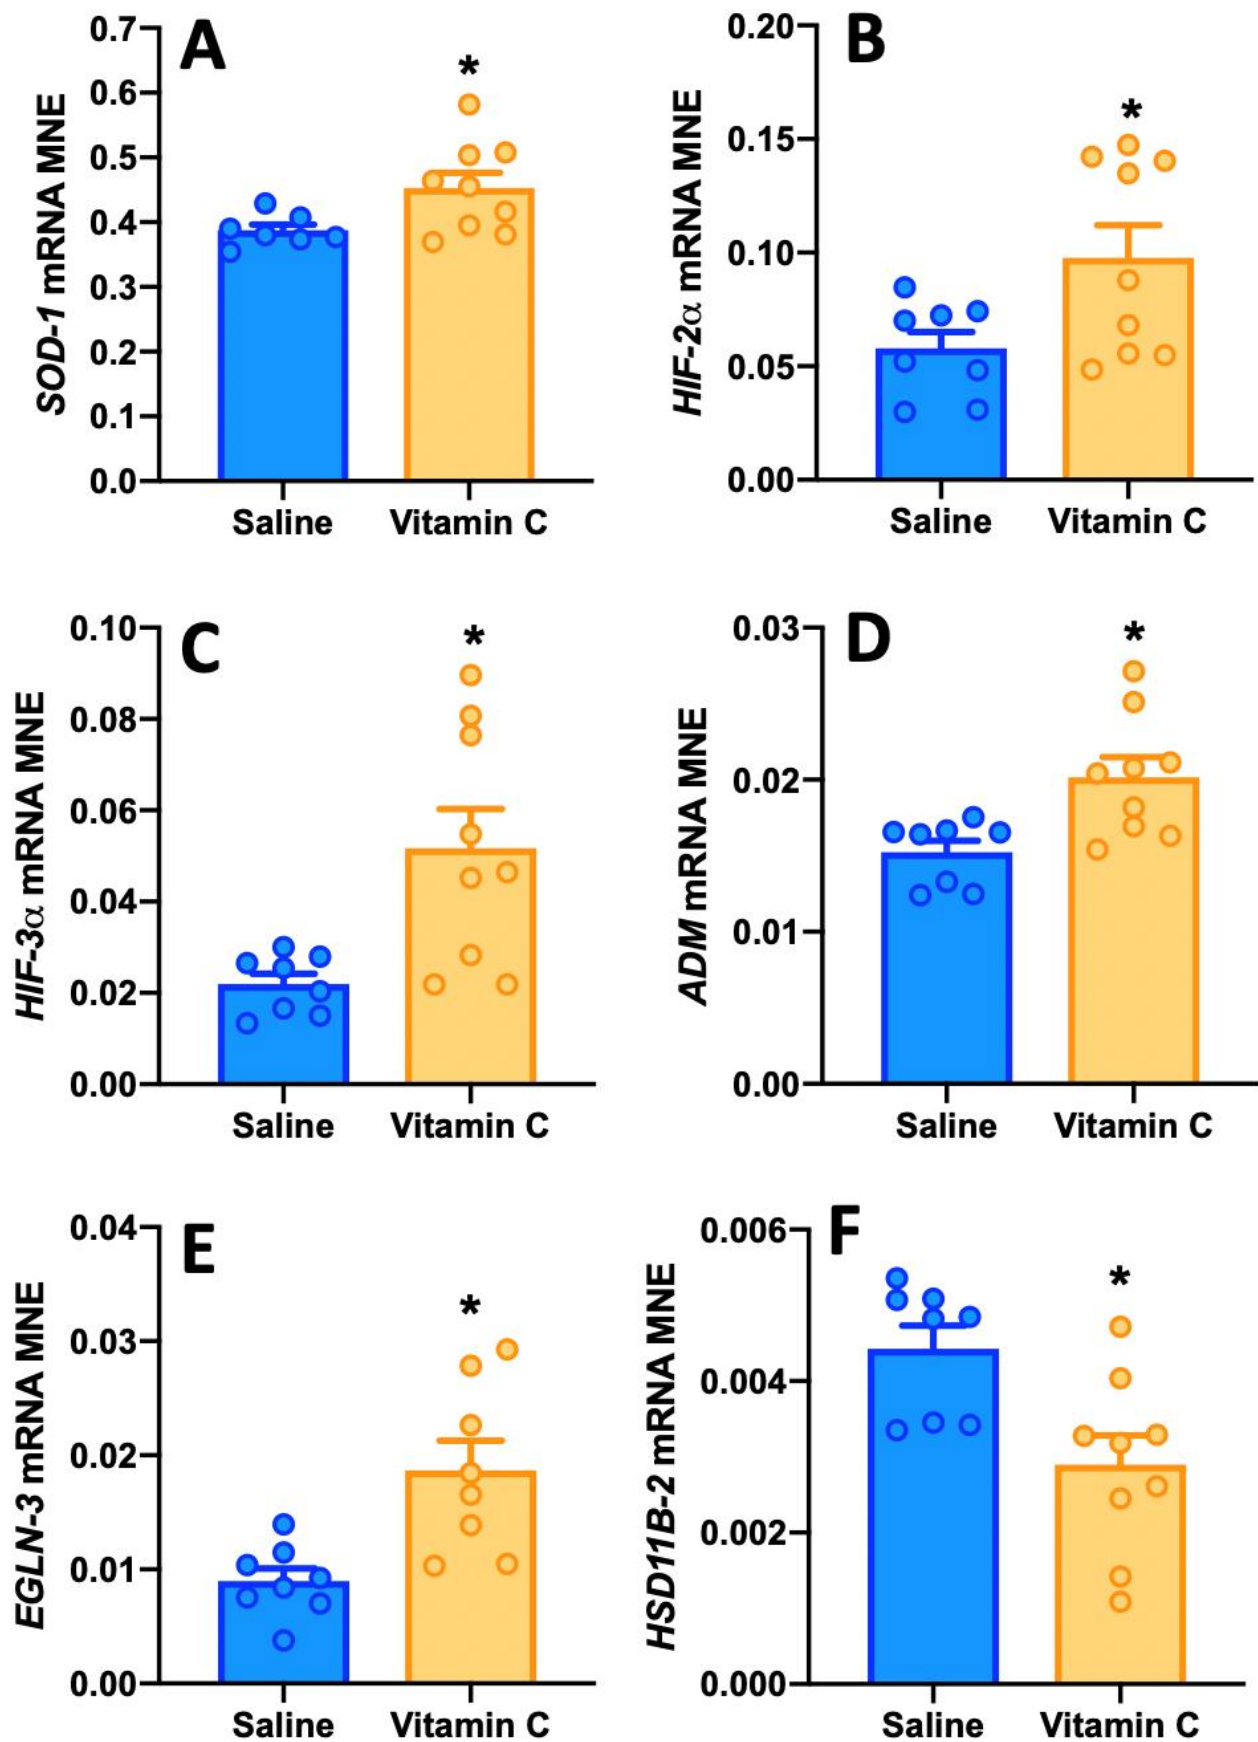 A
SOD-1 mRNA MNE
0.7
0.6
0.5
0.4
0.3
0.2
0.1
0.0
*
Saline Vitamin C
B
HIF-2α mRNA MNE
0.20
0.15
0.10
0.05
0.00
*
Saline Vitamin C
C
HIF-3α mRNA MNE
0.10
0.08
0.06
0.04
0.02
0.00
*
Saline Vitamin C
D
ADM mRNA MNE
0.03
0.02
0.01
0.00
*
Saline Vitamin C
E
EGLN-3 mRNA MNE
0.04
0.03
0.02
0.01
0.00
*
Saline Vitamin C
F
HSD11B-2 mRNA MNE
0.006
0.004
0.002
0.000
*
Saline Vitamin C